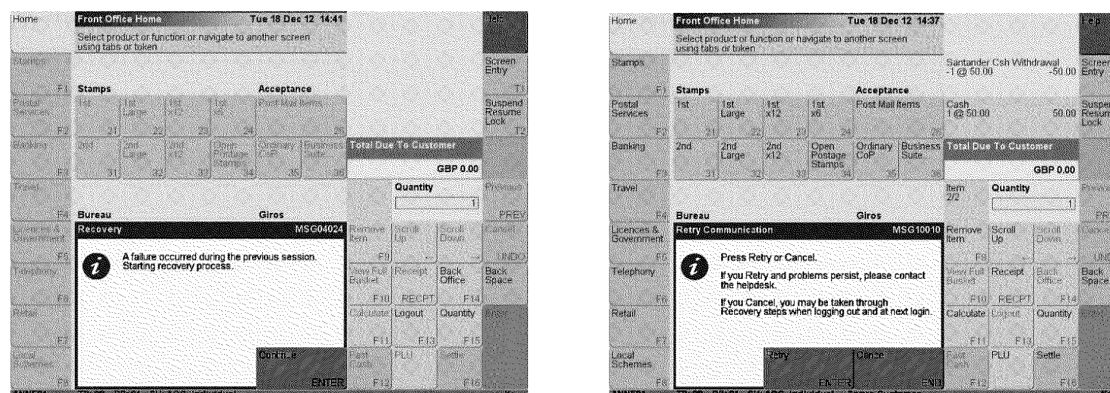 Home
Front Office Home Tue 18 Dec 12 14:41
Help
Select product or function or navigate to another screen
using tabs or token
Stamps
F1
Screen
Entry
T1
Stamps
Acceptance
Postal
Services
F2
1st
21
1st
Large
22
1st
x12
23
1st
x6
24
Post Mail Items
26
Suspend
Resume
Lock
T2
Banking
F3
2nd
31
2nd
Large
32
2nd
x12
33
Open
Postage
Stamps
34
Ordinary
CoP
35
Business
Suite
36
Total Due To Customer
GBP 0.00
Travel
F4
Quantity
1
Previous
PREV
Bureau
Giros
Licences &
Government
F5
Recovery MSG04024
A failure occurred during the previous session.
Starting recovery process.
Remove
Item
F9
Scroll
Up
Scroll
Down
Cancel
UNDO
Telephony
F6
View Full
Basket
F10
Receipt
RECPT
Back
Office
F14
Back
Space
Retail
F7
Calculate
F11
Logout
F13
Quantity
F15
Enter
Local
Schemes
F8
Continue
ENTER
Fast
Cash
F12
PLU
Settle
F16
Home
Front Office Home Tue 18 Dec 12 14:37
Help
Select product or function or navigate to another screen
using tabs or token
Stamps
F1
Santander Csh Withdrawal
-1 @ 50.00 -50.00
Screen
Entry
Stamps
Acceptance
Postal
Services
F2
1st
21
1st
Large
22
1st
x12
23
1st
x6
24
Post Mail Items
26
Cash
1 @ 50.00 50.00
Suspe
Resum
Lock
Banking
F3
2nd
31
2nd
Large
32
2nd
x12
33
Open
Postage
Stamps
34
Ordinary
CoP
35
Business
Suite
36
Total Due To Customer
GBP 0.00
Travel
F4
Item
2/2
Quantity
1
Previo
PR
Bureau
Giros
Licences &
Government
F5
Retry Communication MSG10010
Press Retry or Cancel.
If you Retry and problems persist, please contact
the helpdesk.
If you Cancel, you may be taken through
Recovery steps when logging out and at next login.
Remove
Item
F9
Scroll
Up
Scroll
Down
Cance
UN
Telephony
F6
View Full
Basket
F10
Receipt
RECPT
Back
Office
F14
Back
Space
Retail
F7
Calculate
F11
Logout
F13
Quantity
F15
Enter
Local
Schemes
F8
Retry
ENTER
Cancel
END
Fast
Cash
F12
PLU
Settle
F16